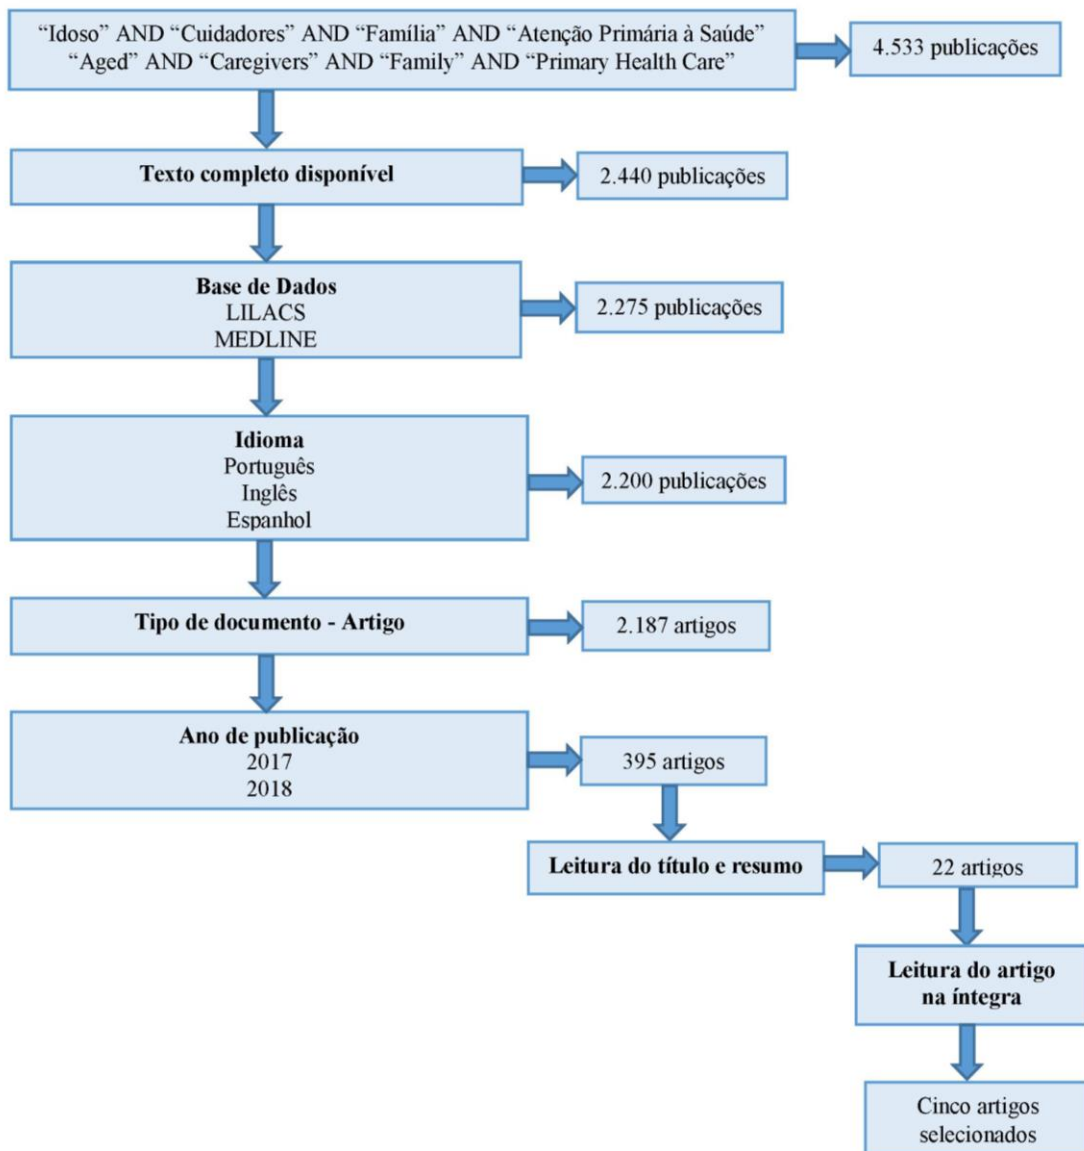 “Idoso” AND “Cuidadores” AND “Família” AND “Atenção Primária à Saúde”
“Aged” AND “Caregivers” AND “Family” AND “Primary Health Care”
4.533 publicações
Texto completo disponível
2.440 publicações
Base de Dados
LILACS
MEDLINE
2.275 publicações
Idioma
Português
Inglês
Espanhol
2.200 publicações
Tipo de documento - Artigo
2.187 artigos
Ano de publicação
2017
2018
395 artigos
Leitura do título e resumo
22 artigos
Leitura do artigo
na íntegra
Cinco artigos
selecionados